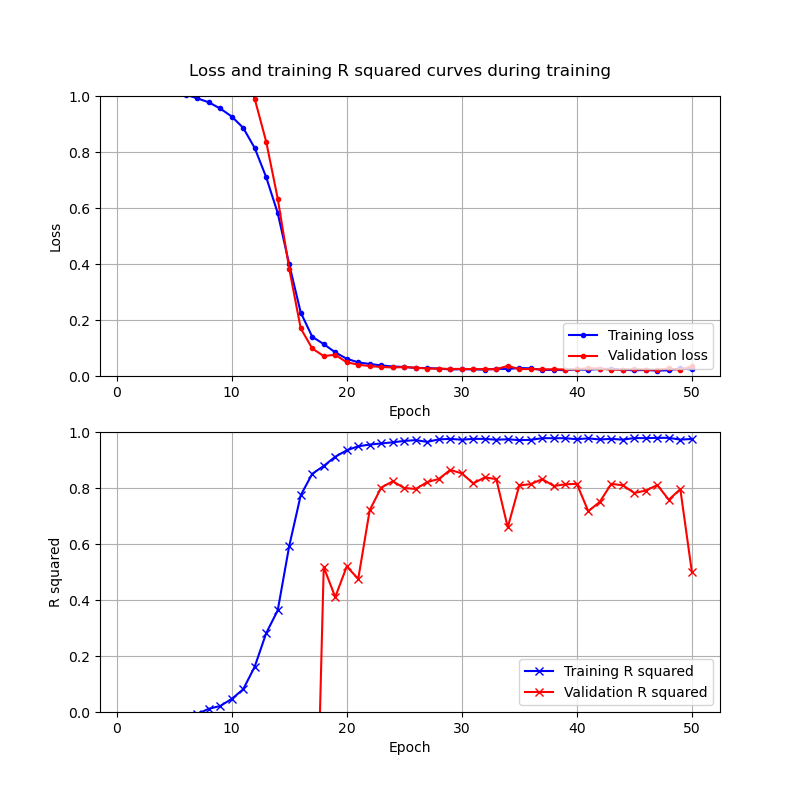 Loss and training R squared curves during training
1.0
0.8
0.6
0.4
0.2
0.0
Loss
0 10 20 30 40 50
Epoch
Training loss
Validation loss
1.0
0.8
0.6
0.4
0.2
0.0
R squared
0 10 20 30 40 50
Epoch
Training R squared
Validation R squared